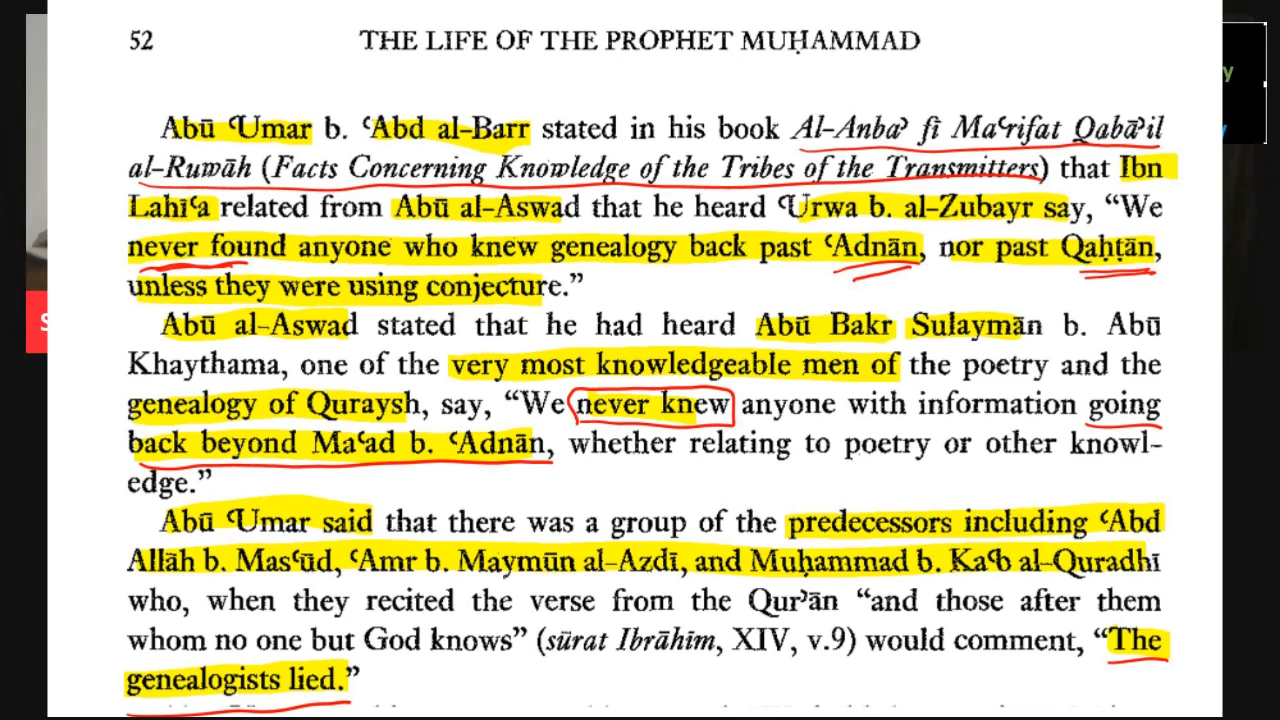 52 THE LIFE OF THE PROPHET MUḤAMMAD
Abū ʿUmar b. ʿAbd al-Barr stated in his book Al-Anbaʾ fī Maʿrifat Qabāʾil
al-Ruwāh (Facts Concerning Knowledge of the Tribes of the Transmitters) that Ibn
Lahiʿa related from Abū al-Aswad that he heard ʿUrwa b. al-Zubayr say, “We
never found anyone who knew genealogy back past ʿAdnān, nor past Qaḥṭān,
unless they were using conjecture.”
Abū al-Aswad stated that he had heard Abū Bakr Sulaymān b. Abū
Khaythama, one of the very most knowledgeable men of the poetry and the
genealogy of Quraysh, say, “We never knew anyone with information going
back beyond Maʿad b. ʿAdnān, whether relating to poetry or other knowl-
edge.”
Abū ʿUmar said that there was a group of the predecessors including ʿAbd
Allāh b. Masʿūd, ʿAmr b. Maymūn al-Azdī, and Muḥammad b. Kaʿb al-Quradhī
who, when they recited the verse from the Qurʾān “and those after them
whom no one but God knows” (sūrat Ibrāhīm, XIV, v.9) would comment, “The
genealogists lied.”